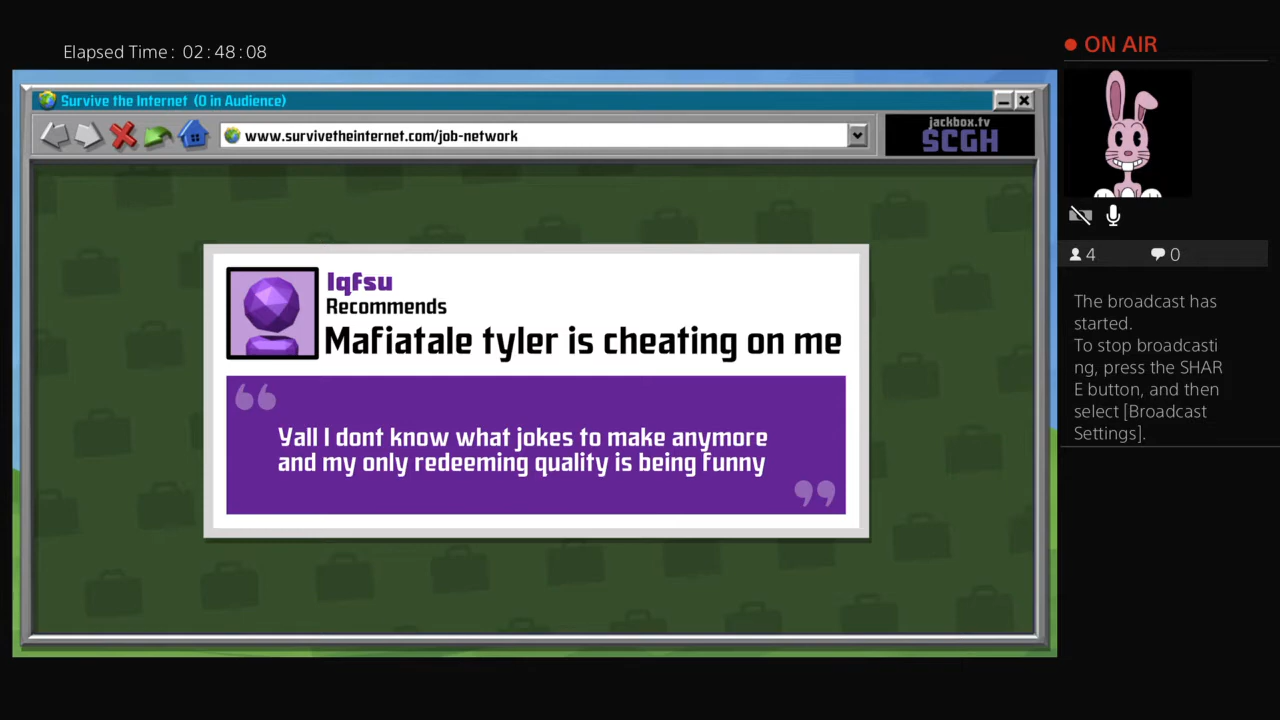 Elapsed Time: 02:48:08
ON AIR
Survive the Internet (0 in Audience)
www.survivetheinternet.com/job-network
jackbox.tv
SCGH
4
0
Iqfsu
Recommends
Mafiatale tyler is cheating on me
Yall I dont know what jokes to make anymore
and my only redeeming quality is being funny
The broadcast has
started.
To stop broadcasti
ng, press the SHAR
E button, and then
select [Broadcast
Settings].